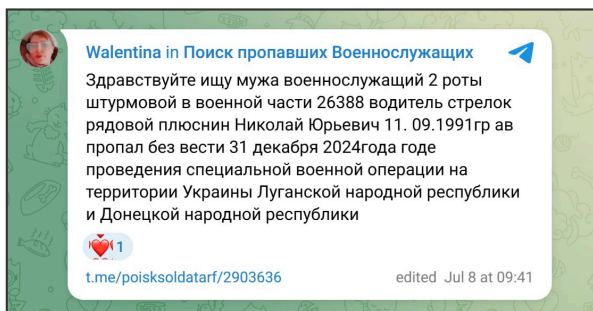 Walentina in Поиск пропавших Военнослужащих
Здравствуйте ищу мужа военнослужащий 2 роты
штурмовой в военной части 26388 водитель стрелок
рядовой плюснин Николай Юрьевич 11. 09.1991гр ав
пропал без вести 31 декабря 2024года годе
проведения специальной военной операции на
территории Украины Луганской народной республики
и Донецкой народной республики
1
t.me/poisksoldatarf/2903636 edited Jul 8 at 09:41